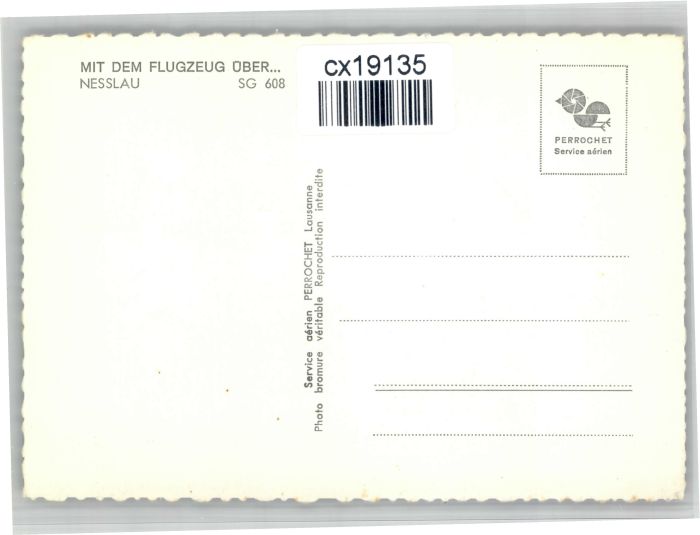 MIT DEM FLUGZEUG ÜBER...
NESSLAU SG 608
cx19135
PERROCHET
Service aérien
Service aérien PERROCHET Lausanne
Photo bromure véritable Reproduction interdite